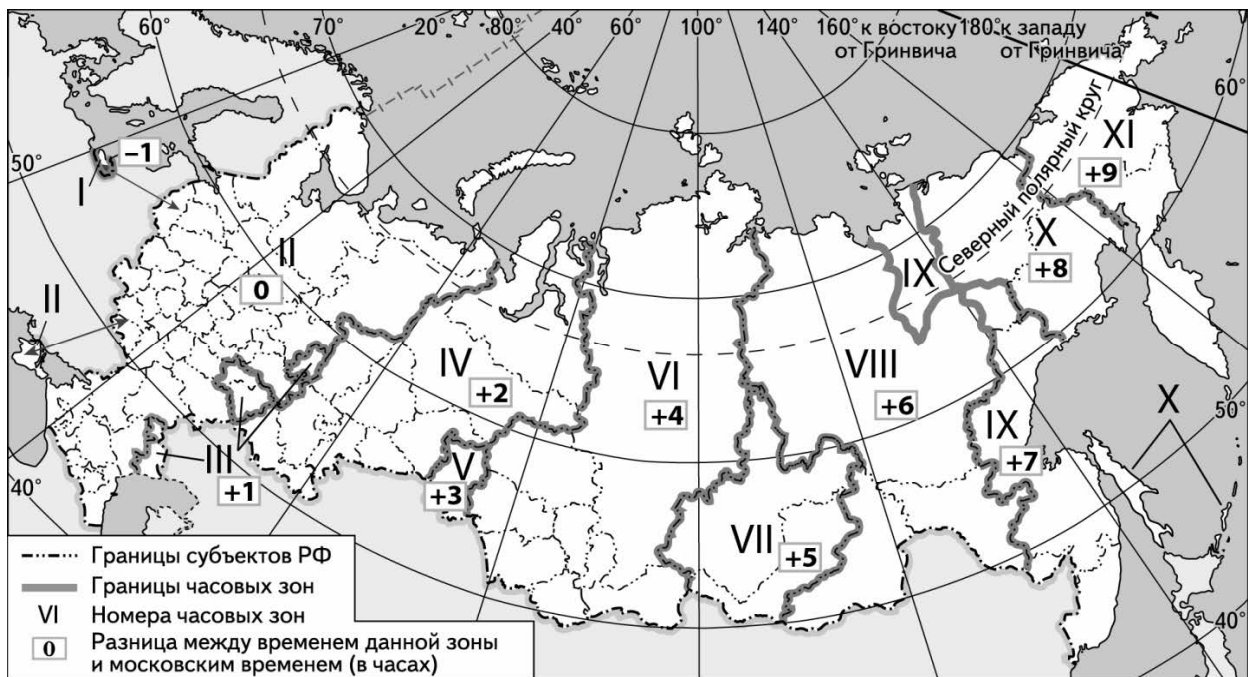 60°
70°
20°
80°
100°
140°
160° к востоку
от Гринвича
180° к западу
от Гринвича
60°
50°
I
-1
II
0
II
40°
III
+1
IV
+2
V
+3
VI
+4
VII
+5
VIII
+6
IX
IX
+7
Северный полярный круг
X
+8
XI
+9
X
50°
40°
Границы субъектов РФ
Границы часовых зон
VI Номера часовых зон
0 Разница между временем данной зоны
и московским временем (в часах)